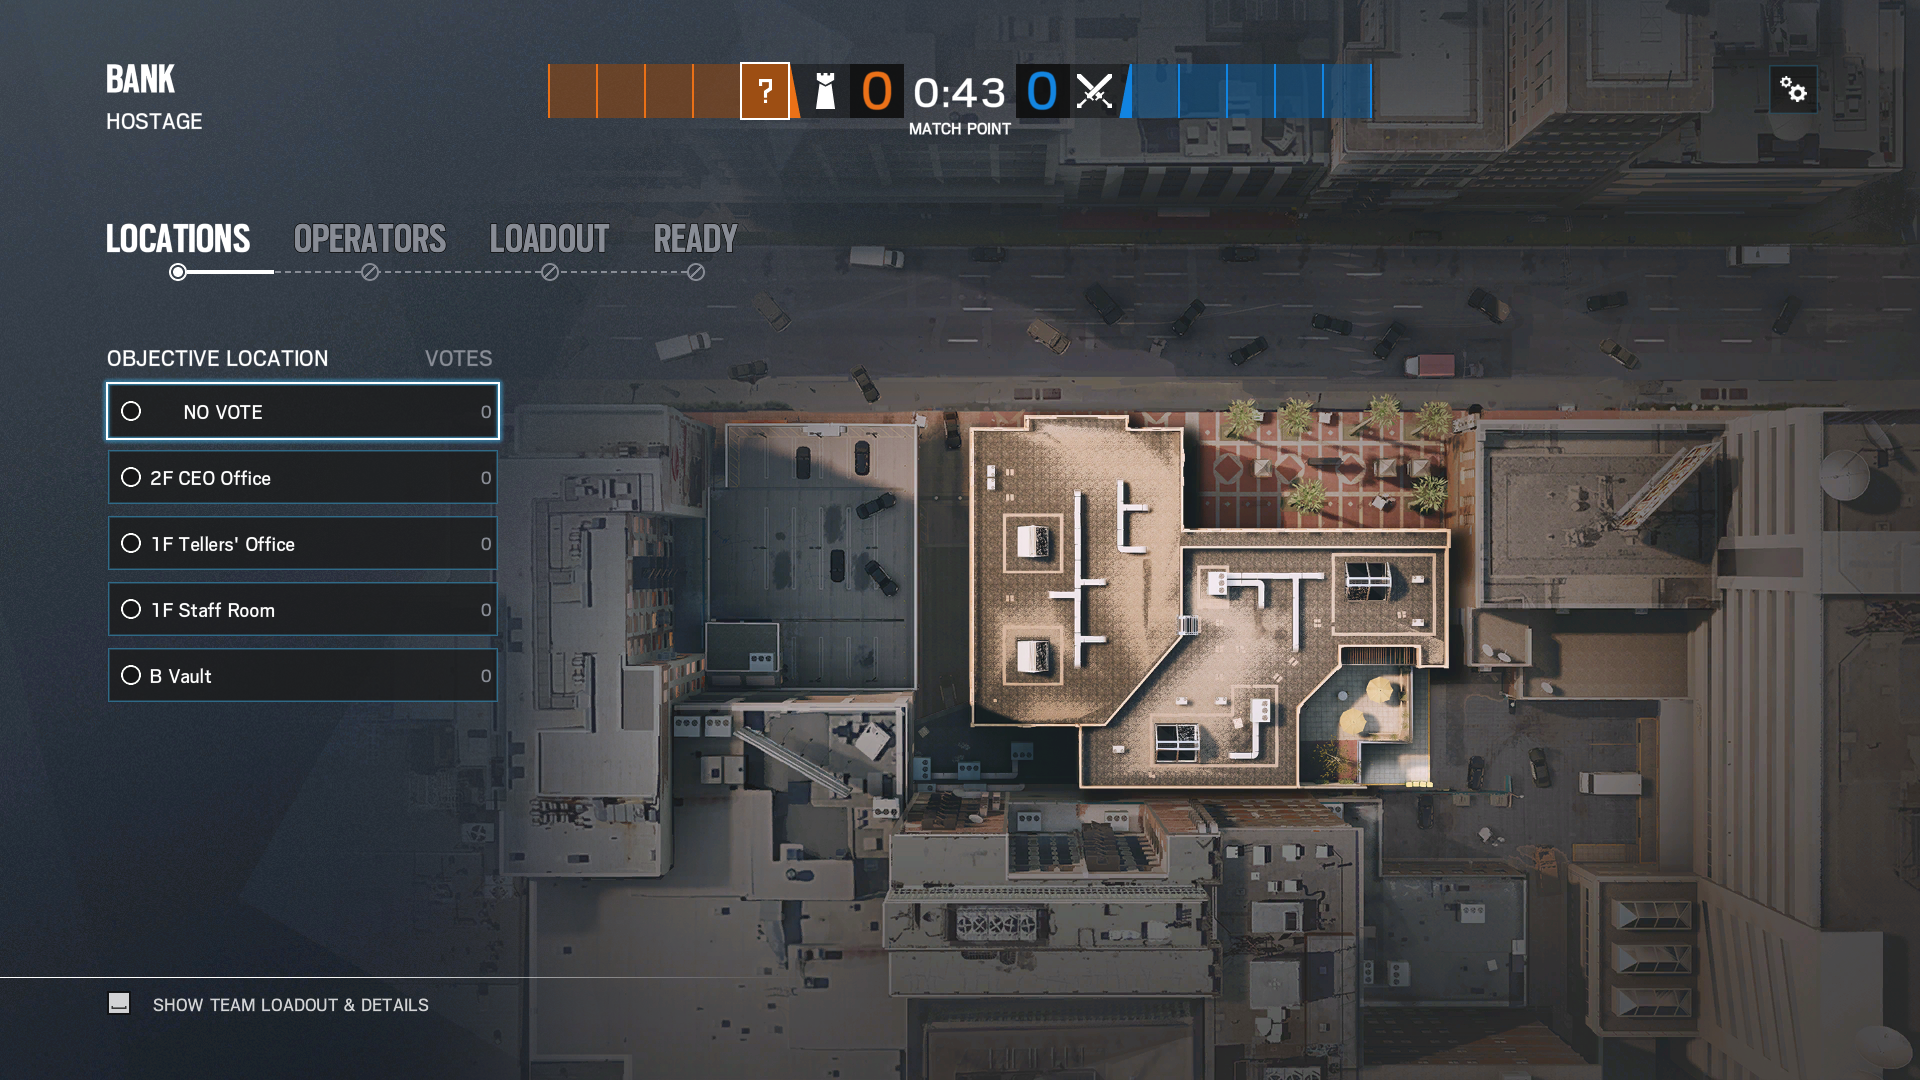 BANK
HOSTAGE
?
0
0:43
0
MATCH POINT
LOCATIONS
OPERATORS
LOADOUT
READY
OBJECTIVE LOCATION
VOTES
NO VOTE
0
2F CEO Office
0
1F Tellers' Office
0
1F Staff Room
0
B Vault
0
SHOW TEAM LOADOUT & DETAILS